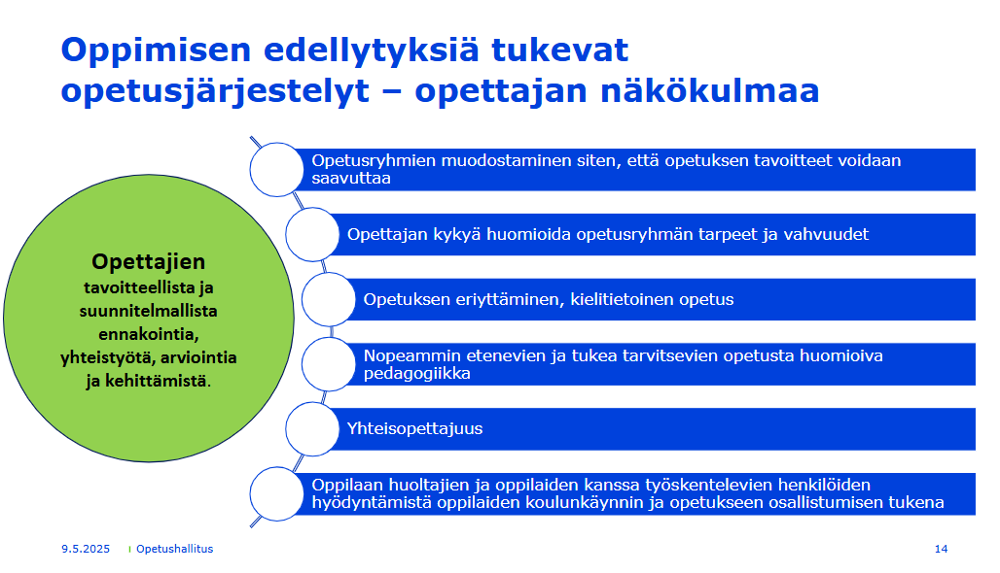 Oppimisen edellytyksiä tukevat
opetusjärjestelyt – opettajan näkökulmaa
Opettajien
tavoitteellista ja
suunnitelmallista
ennakointia,
yhteistyötä, arviointia
ja kehittämistä.
Opetusryhmien muodostaminen siten, että opetuksen tavoitteet voidaan
saavuttaa
Opettajan kykyä huomioida opetusryhmän tarpeet ja vahvuudet
Opetuksen eriyttäminen, kielitietoinen opetus
Nopeammin etenevien ja tukea tarvitsevien opetusta huomioiva
pedagogiikka
Yhteisopettajuus
Oppilaan huoltajien ja oppilaiden kanssa työskentelevien henkilöiden
hyödyntämistä oppilaiden koulunkäynnin ja opetukseen osallistumisen tukena
9.5.2025 | Opetushallitus 14